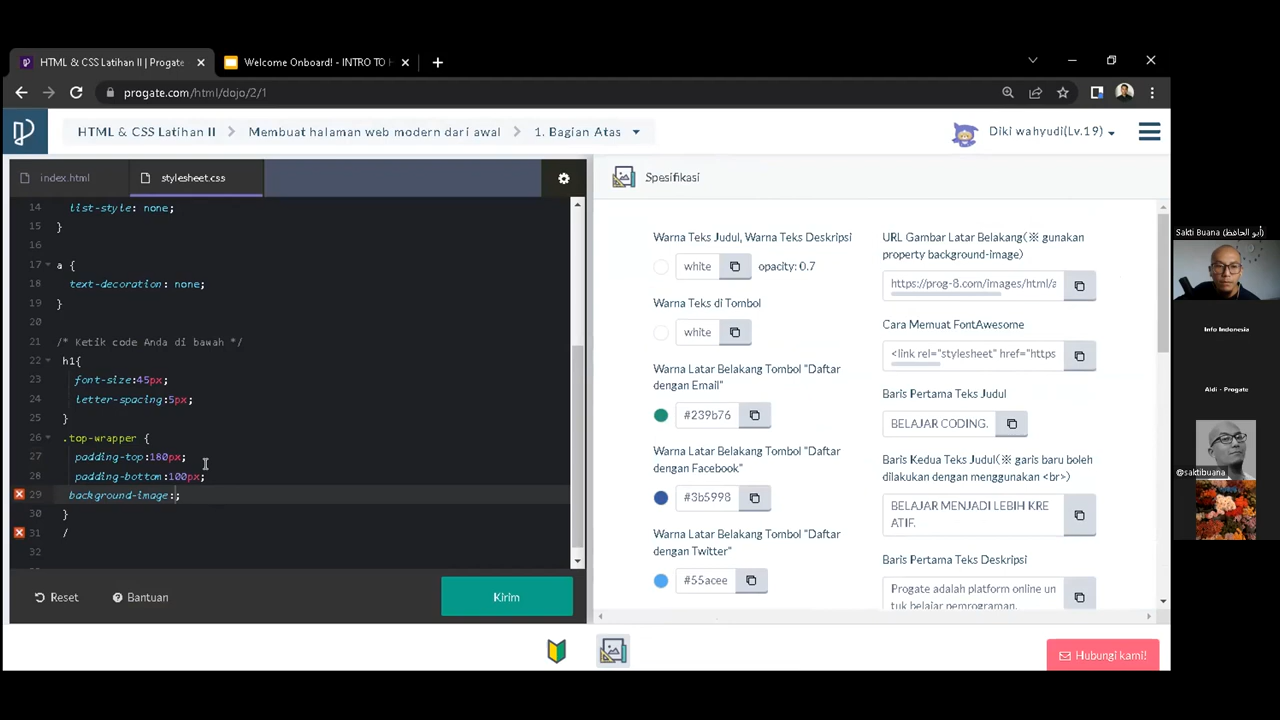 HTML & CSS Latihan II | Progate
Welcome Onboard! - INTRO TO H
progate.com/html/dojo/2/1
HTML & CSS Latihan II
Membuat halaman web modern dari awal
1. Bagian Atas
Diki wahyudi(Lv.19)
index.html
stylesheet.css
14 list-style: none;
15 }
16
17 a {
18 text-decoration: none;
19 }
20
21 /* Ketik code Anda di bawah */
22 h1{
23 font-size:45px;
24 letter-spacing:5px;
25 }
26 .top-wrapper {
27 padding-top:180px;
28 padding-bottom:100px;
29 background-image:;
30 }
31 /
32
Reset
Bantuan
Kirim
Spesifikasi
Warna Teks Judul, Warna Teks Deskripsi
white
opacity: 0.7
Warna Teks di Tombol
white
Warna Latar Belakang Tombol "Daftar
dengan Email"
#239b76
Warna Latar Belakang Tombol "Daftar
dengan Facebook"
#3b5998
Warna Latar Belakang Tombol "Daftar
dengan Twitter"
#55acee
URL Gambar Latar Belakang(※ gunakan
property background-image)
https://prog-8.com/images/html/a
Cara Memuat FontAwesome
<link rel="stylesheet" href="https
Baris Pertama Teks Judul
BELAJAR CODING.
Baris Kedua Teks Judul(※ garis baru boleh
dilakukan dengan menggunakan <br>)
BELAJAR MENJADI LEBIH KRE
ATIF.
Baris Pertama Teks Deskripsi
Progate adalah platform online un
tuk belajar pemrograman.
Hubungi kami!
Sakti Buana (أبو الحافظ)
Info Indonesia
Aldi - Progate
@saktibuana